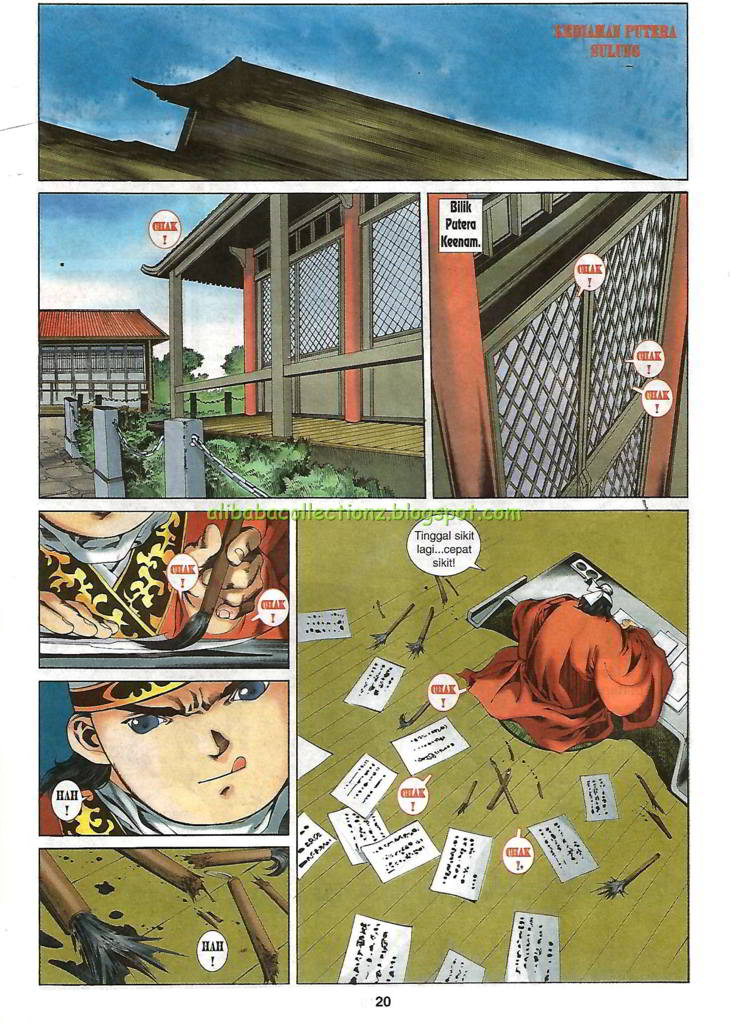 KEDIAMAN PUTERA
SULUNG
CHAK
!
Bilik
Putera
Keenam.
CHAK
!
CHAK
!
CHAK
!
alibabacollectionz.blogspot.com
CHAK
!
CHAK
!
HAH
!
HAH
!
Tinggal sikit
lagi...cepat
sikit!
CHAK
!
CHAK
!
CHAK
!
20